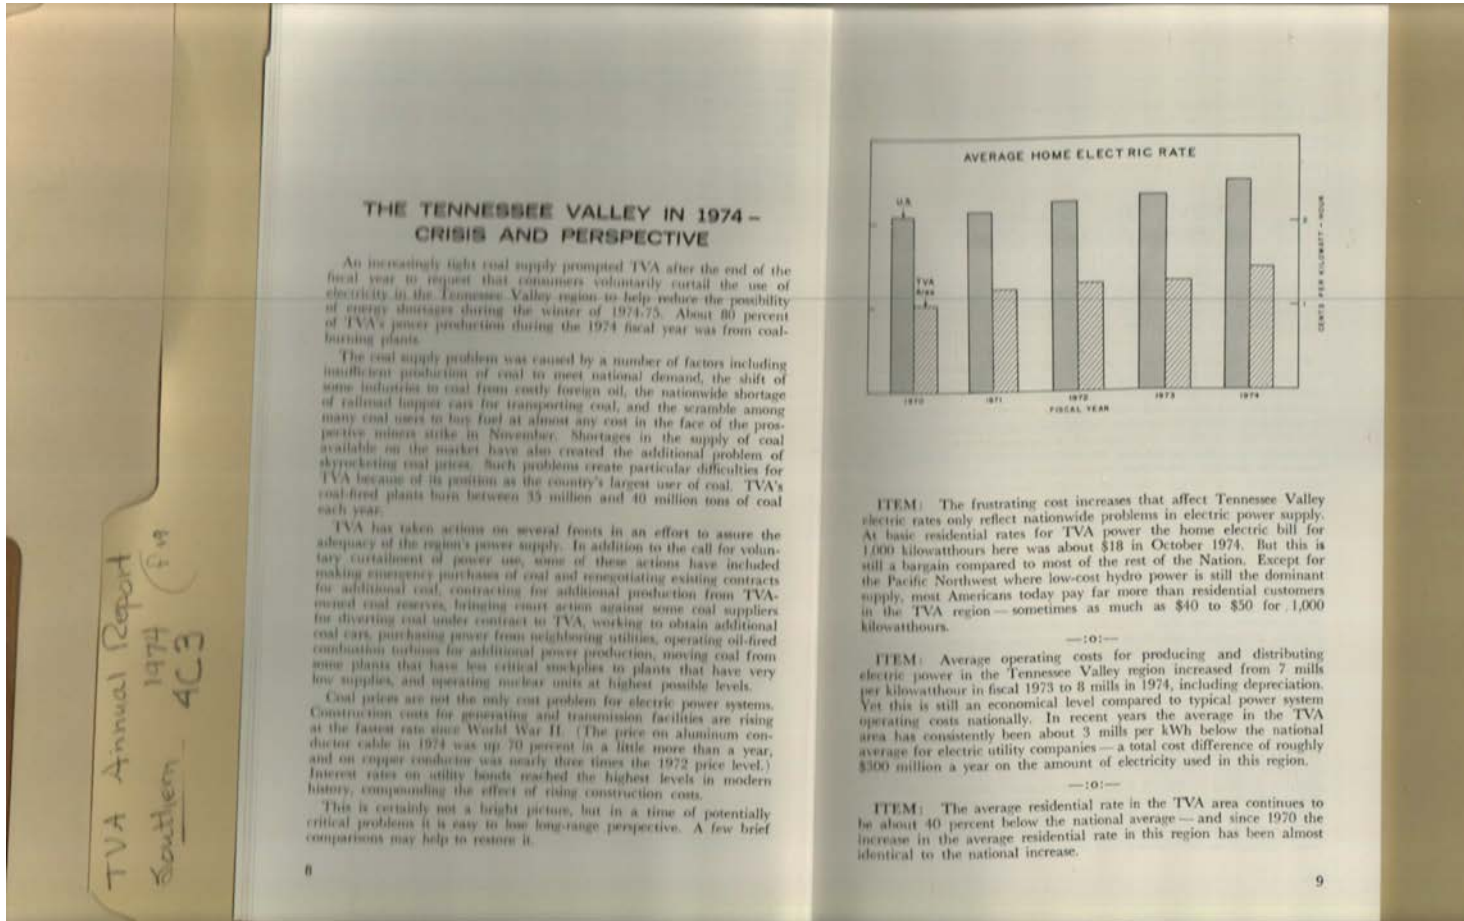 TVA Annual Report
Southern 1974
4C3
THE TENNESSEE VALLEY IN 1974 –
CRISIS AND PERSPECTIVE
An increasingly tight coal supply prompted TVA after the end of the
fiscal year to request that consumers voluntarily curtail the use of
electricity in the Tennessee Valley region to help reduce the possibility
of energy shortages during the winter of 1974-75. About 80 percent
of TVA's power production during the 1974 fiscal year was from coal-
burning plants.
The coal supply problem was caused by a number of factors including
insufficient production of coal to meet national demand, the shift of
some industries to coal from costly foreign oil, the nationwide shortage
of railroad hopper cars for transporting coal, and the scramble among
many coal users to buy fuel at almost any cost in the face of the pros-
pective miners strike in November. Shortages in the supply of coal
available on the market have also created the additional problem of
skyrocketing coal prices. Such problems create particular difficulties for
TVA because of its position as the country's largest user of coal. TVA's
coal-fired plants burn between 35 million and 40 million tons of coal
each year.
TVA has taken actions on several fronts in an effort to assure the
adequacy of the region's power supply. In addition to the call for volun-
tary curtailment of power use, some of these actions have included
making emergency purchases of coal and renegotiating existing contracts
for additional coal, contracting for additional production from TVA-
owned coal reserves, bringing court action against some coal suppliers
for diverting coal under contract to TVA, working to obtain additional
coal cars, purchasing power from neighboring utilities, operating oil-fired
combustion turbines for additional power production, moving coal from
some plants that have less critical stockpiles to plants that have very
low supplies, and operating nuclear units at highest possible levels.
Coal prices are not the only cost problem for electric power systems.
Construction costs for generating and transmission facilities are rising
at the fastest rate since World War II. (The price on aluminum con-
ductor cable in 1974 was up 70 percent in a little more than a year,
and on copper conductor was nearly three times the 1972 price level.)
Interest rates on utility bonds reached the highest levels in modern
history, compounding the effect of rising construction costs.
This is certainly not a bright picture, but in a time of potentially
critical problems it is easy to lose long-range perspective. A few brief
comparisons may help to restore it.
8
AVERAGE HOME ELECTRIC RATE
U.S.
TVA
Area
2
1
CENTS PER KILOWATT-HOUR
1970 1971 1972 1973 1974
FISCAL YEAR
ITEM: The frustrating cost increases that affect Tennessee Valley
electric rates only reflect nationwide problems in electric power supply.
At basic residential rates for TVA power the home electric bill for
1,000 kilowatthours here was about $18 in October 1974. But this is
still a bargain compared to most of the rest of the Nation. Except for
the Pacific Northwest where low-cost hydro power is still the dominant
supply, most Americans today pay far more than residential customers
in the TVA region — sometimes as much as $40 to $50 for 1,000
kilowatthours.
—:o:—
ITEM: Average operating costs for producing and distributing
electric power in the Tennessee Valley region increased from 7 mills
per kilowatthour in fiscal 1973 to 8 mills in 1974, including depreciation.
Yet this is still an economical level compared to typical power system
operating costs nationally. In recent years the average in the TVA
area has consistently been about 3 mills per kWh below the national
average for electric utility companies — a total cost difference of roughly
$300 million a year on the amount of electricity used in this region.
—:o:—
ITEM: The average residential rate in the TVA area continues to
be about 40 percent below the national average — and since 1970 the
increase in the average residential rate in this region has been almost
identical to the national increase.
9